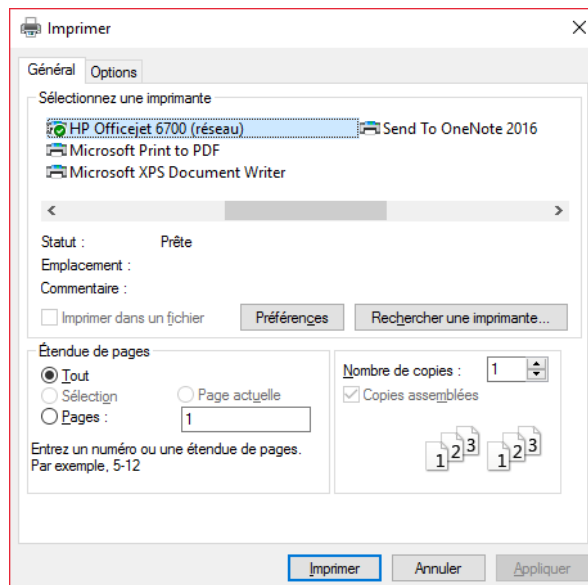 Imprimer
Général Options
Sélectionnez une imprimante
HP Officejet 6700 (réseau) Send To OneNote 2016
Microsoft Print to PDF
Microsoft XPS Document Writer
Statut : Prête
Emplacement :
Commentaire :
Imprimer dans un fichier Préférences Rechercher une imprimante...
Étendue de pages
Tout
Sélection Page actuelle
Pages : 1
Entrez un numéro ou une étendue de pages.
Par exemple, 5-12
Nombre de copies : 1
Copies assemblées
1 2 3 1 2 3
Imprimer Annuler Appliquer